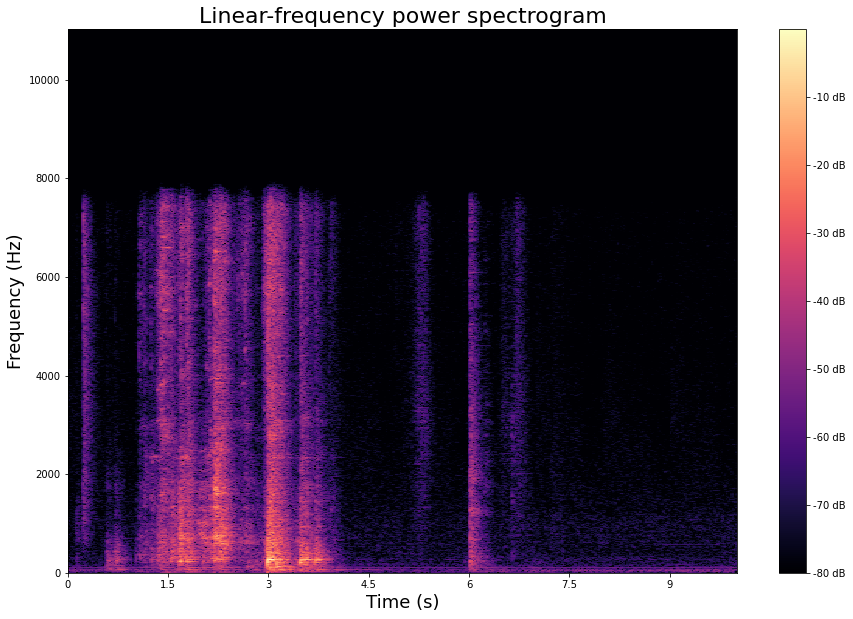 Linear-frequency power spectrogram
Frequency (Hz)
10000
8000
6000
4000
2000
0
0 1.5 3 4.5 6 7.5 9
Time (s)
-10 dB
-20 dB
-30 dB
-40 dB
-50 dB
-60 dB
-70 dB
-80 dB